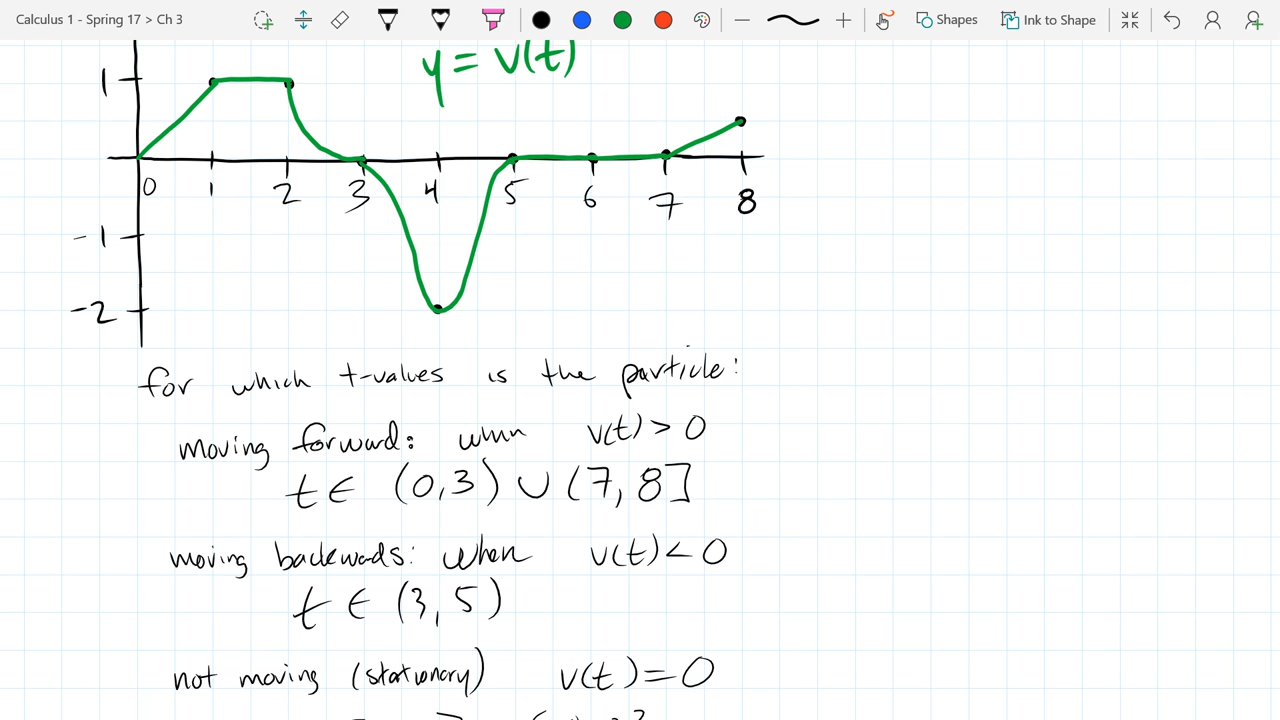 Calculus 1 - Spring 17 > Ch 3
Shapes
Ink to Shape
y = v(t)
1
0 1 2 3 4 5 6 7 8
-1
-2
for which t-values is the particle:
moving forward: when v(t) > 0
t ∈ (0,3) ∪ (7, 8]
moving backwards: when v(t) < 0
t ∈ (3, 5)
not moving (stationary) v(t) = 0